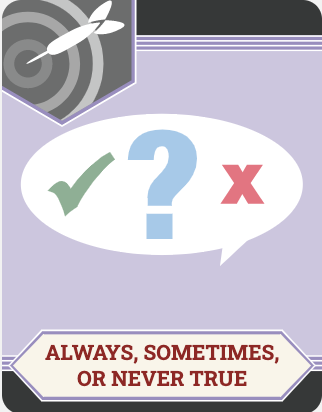 ? x
ALWAYS, SOMETIMES,
OR NEVER TRUE